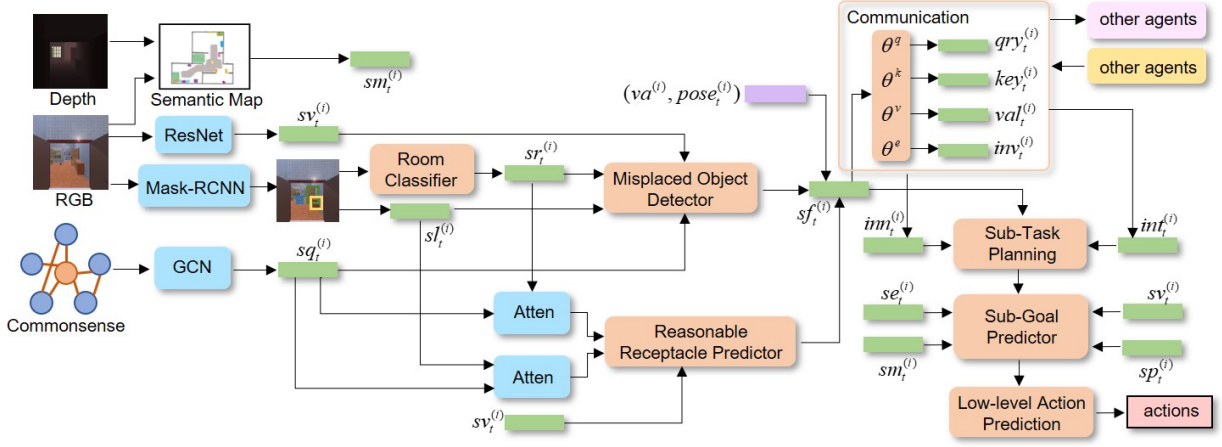 Communication
other agents
other agents
θ^q
qry_t^(i)
θ^k
key_t^(i)
θ^v
val_t^(i)
θ^e
inv_t^(i)
Depth
Semantic Map
sm_t^(i)
(va^(i), pose_t^(i))
sv_t^(i)
ResNet
Mask-RCNN
RGB
Room
Classifier
sr_t^(i)
sl_t^(i)
Misplaced Object
Detector
sf_t^(i)
inn_t^(i)
Sub-Task
Planning
int_t^(i)
sq_t^(i)
GCN
Commonsense
Atten
Atten
Reasonable
Receptacle Predictor
sv_t^(i)
se_t^(i)
Sub-Goal
Predictor
sv_t^(i)
sm_t^(i)
sp_t^(i)
Low-level Action
Prediction
actions